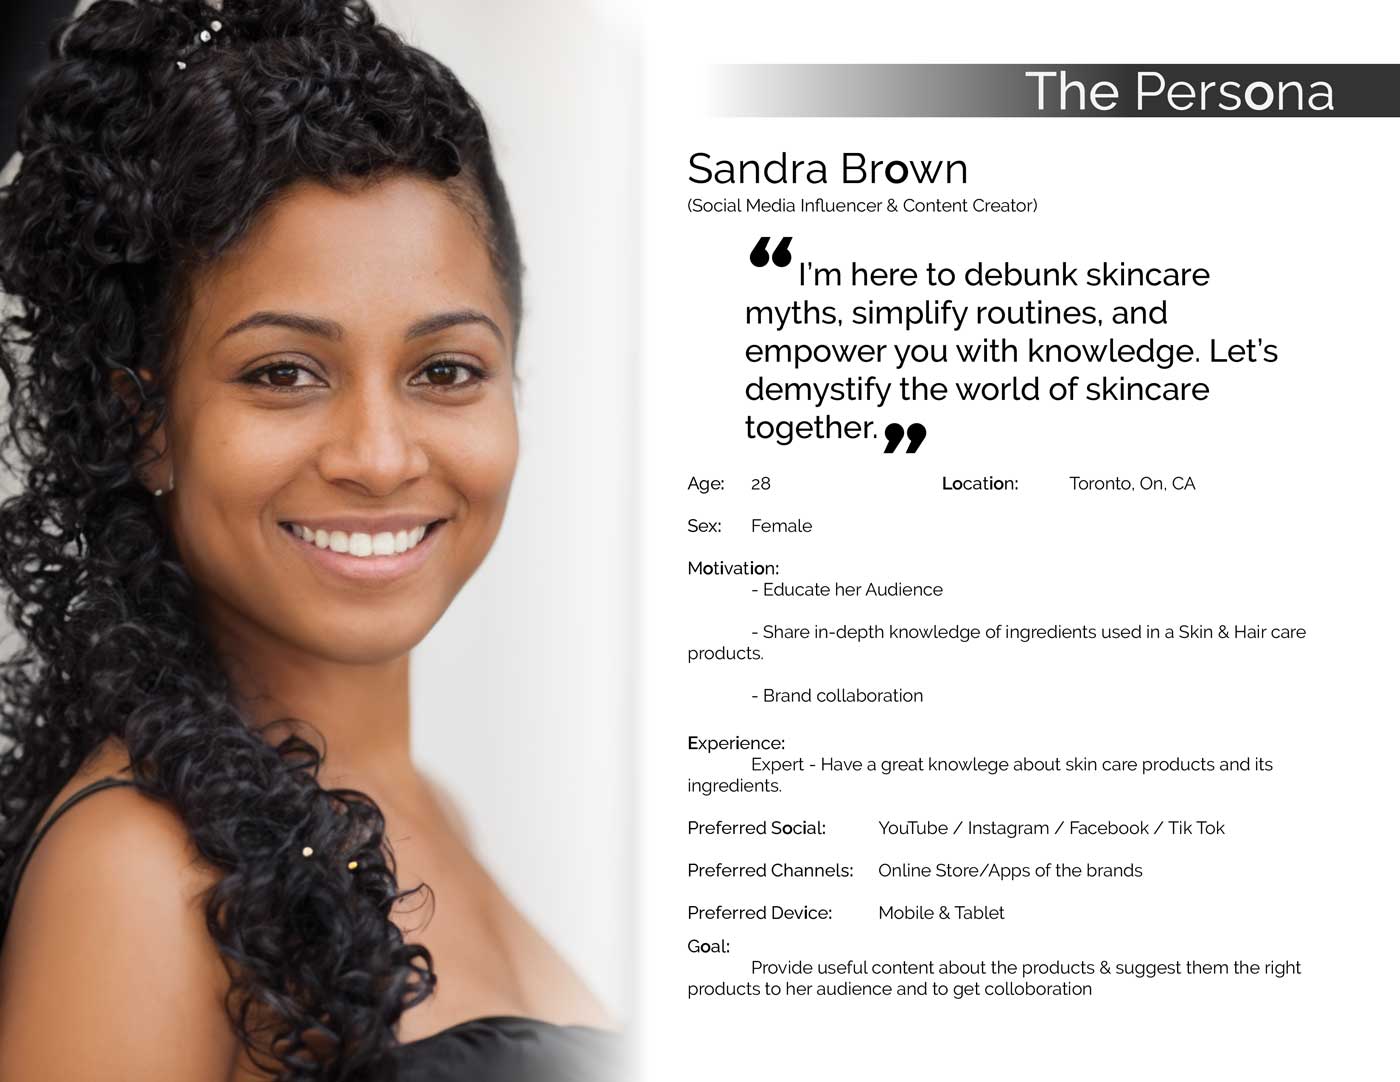 The Persona
Sandra Brown
(Social Media Influencer & Content Creator)
“I’m here to debunk skincare
myths, simplify routines, and
empower you with knowledge. Let’s
demystify the world of skincare
together.”
Age: 28 Location: Toronto, On, CA
Sex: Female
Motivation:
- Educate her Audience
- Share in-depth knowledge of ingredients used in a Skin & Hair care
products.
- Brand collaboration
Experience:
Expert - Have a great knowlege about skin care products and its
ingredients.
Preferred Social: YouTube / Instagram / Facebook / Tik Tok
Preferred Channels: Online Store/Apps of the brands
Preferred Device: Mobile & Tablet
Goal:
Provide useful content about the products & suggest them the right
products to her audience and to get colloboration